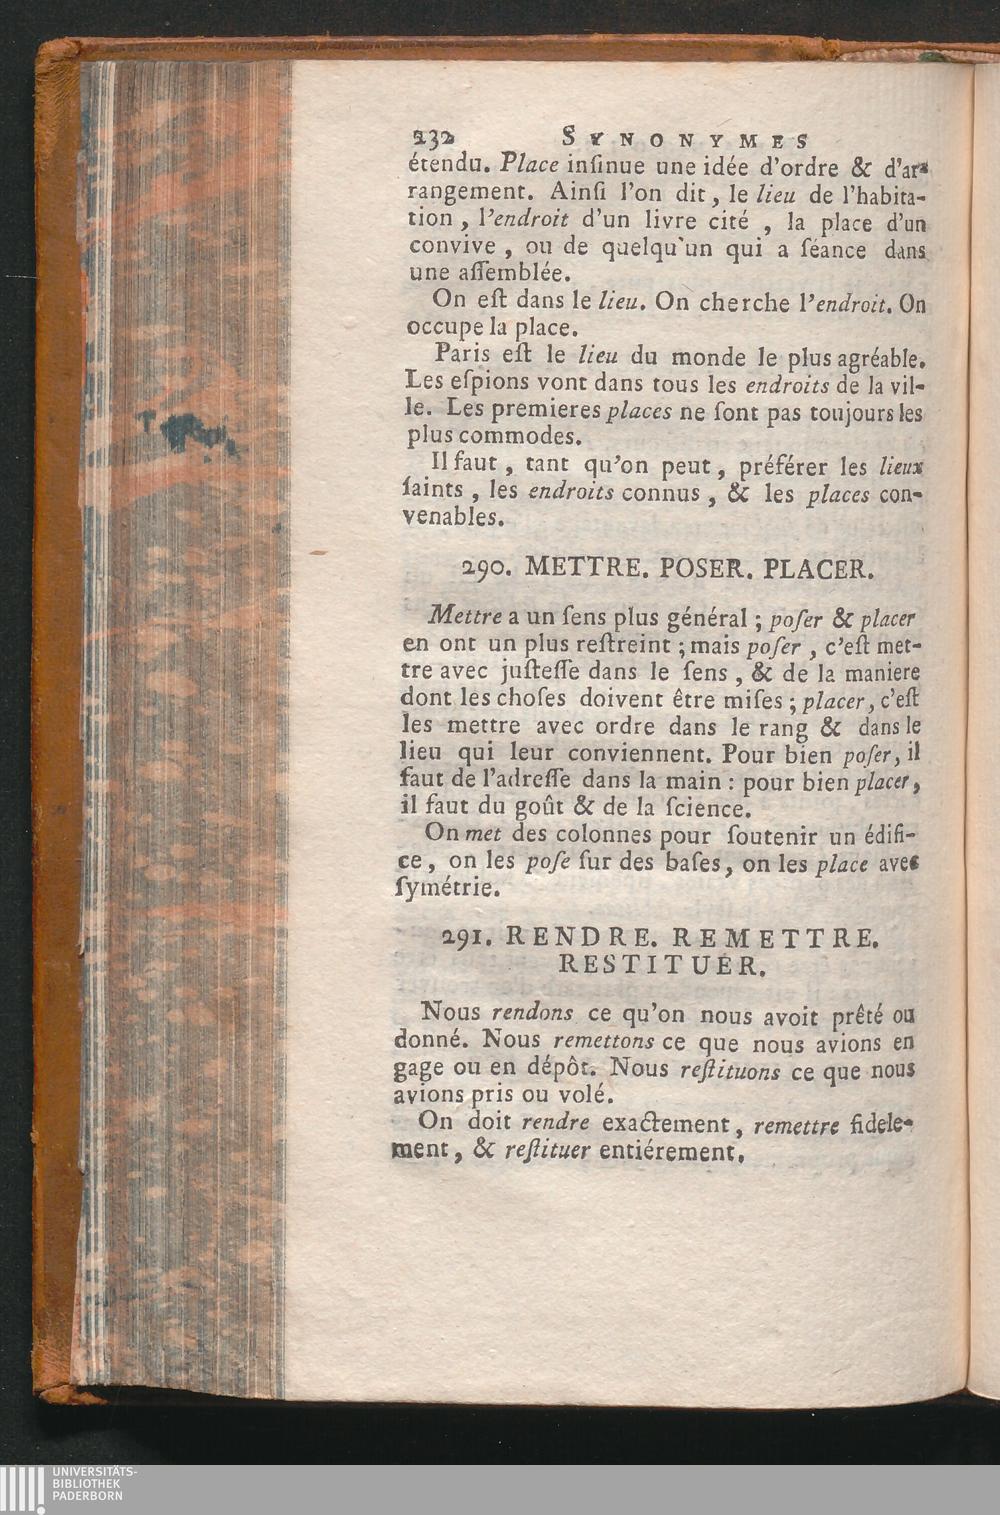 232 SYNONYMES
étendu. Place inſinue une idée d'ordre & d'ar-
rangement. Ainſi l'on dit, le lieu de l'habita-
tion, l'endroit d'un livre cité, la place d'un
convive, ou de quelqu'un qui a ſéance dans
une aſſemblée.
On eſt dans le lieu. On cherche l'endroit. On
occupe la place.
Paris eſt le lieu du monde le plus agréable.
Les eſpions vont dans tous les endroits de la vil-
le. Les premieres places ne ſont pas toujours les
plus commodes.
Il faut, tant qu'on peut, préférer les lieux
ſaints, les endroits connus, & les places con-
venables.
290. METTRE. POSER. PLACER.
Mettre a un ſens plus général; poſer & placer
en ont un plus reſtreint; mais poſer, c'eſt met-
tre avec juſteſſe dans le ſens, & de la maniere
dont les choſes doivent être miſes; placer, c'eſt
les mettre avec ordre dans le rang & dans le
lieu qui leur conviennent. Pour bien poſer, il
faut de l'adreſſe dans la main: pour bien placer,
il faut du goût & de la ſcience.
On met des colonnes pour ſoutenir un édifi-
ce, on les poſe ſur des baſes, on les place avec
ſymétrie.
291. RENDRE. REMETTRE.
RESTITUER.
Nous rendons ce qu'on nous avoit prêté ou
donné. Nous remettons ce que nous avions en
gage ou en dépôt. Nous reſtituons ce que nous
avions pris ou volé.
On doit rendre exactement, remettre fidele-
ment, & reſtituer entiérement.
UNIVERSITÄTS-
BIBLIOTHEK
PADERBORN